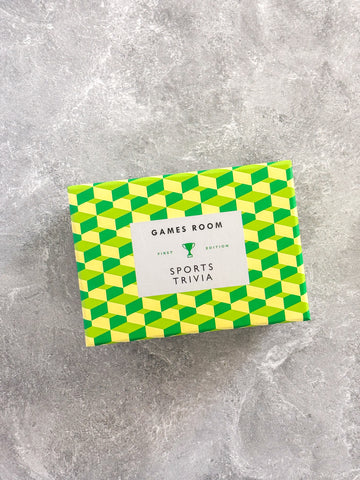 GAMES ROOM
FIRST EDITION
SPORTS
TRIVIA